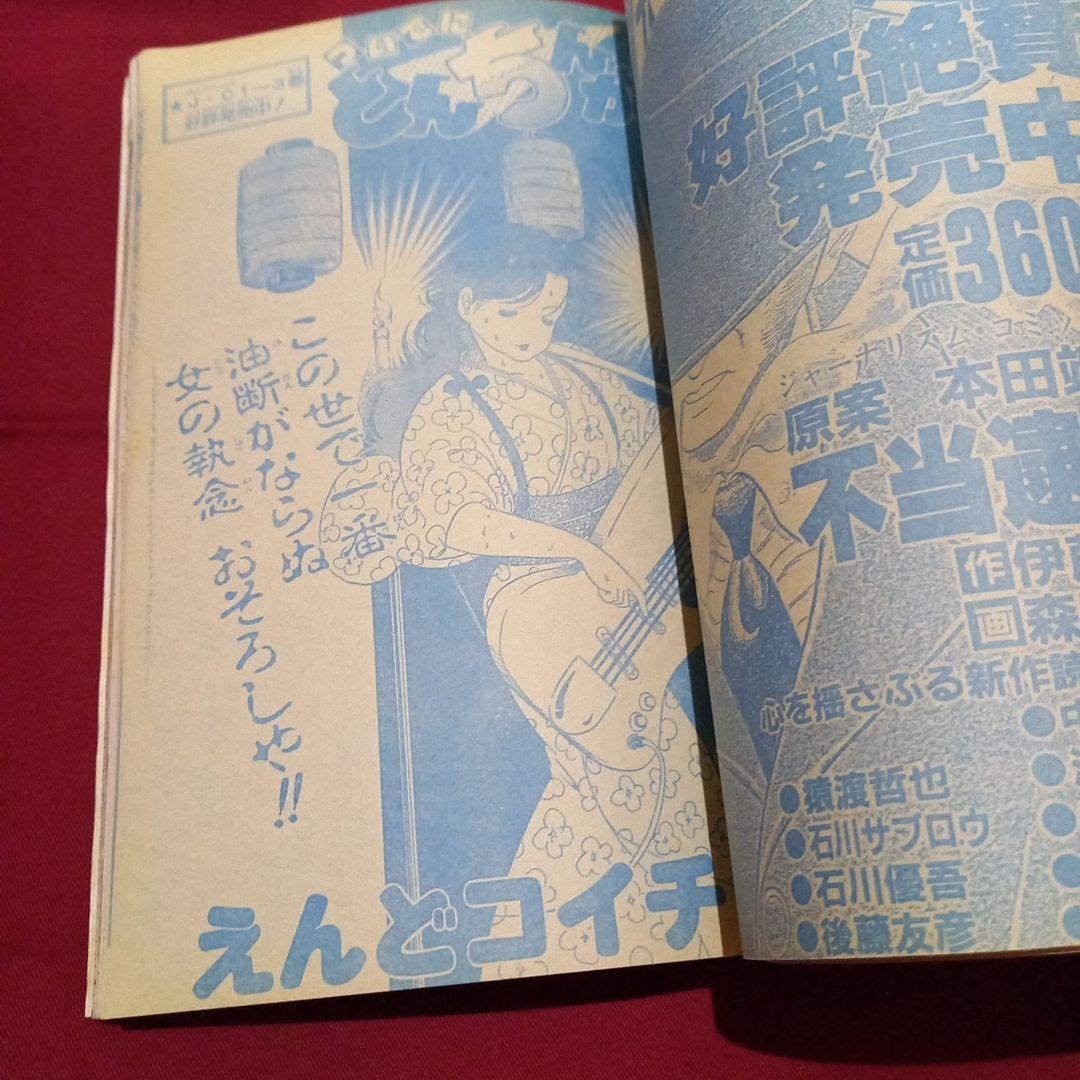 ついでに
とんちんか
この世で一番
油断がならぬ
女の執念 おそろしや!!
えんどコイチ
好評絶賛
発売中
定価360
ジャーナリズム・コミッ
原案 本田靖
不当逮
作伊藤
画森
心を揺さぶる新作読
●猿渡哲也
●石川サブロウ
●石川優吾
●後藤友彦
●中